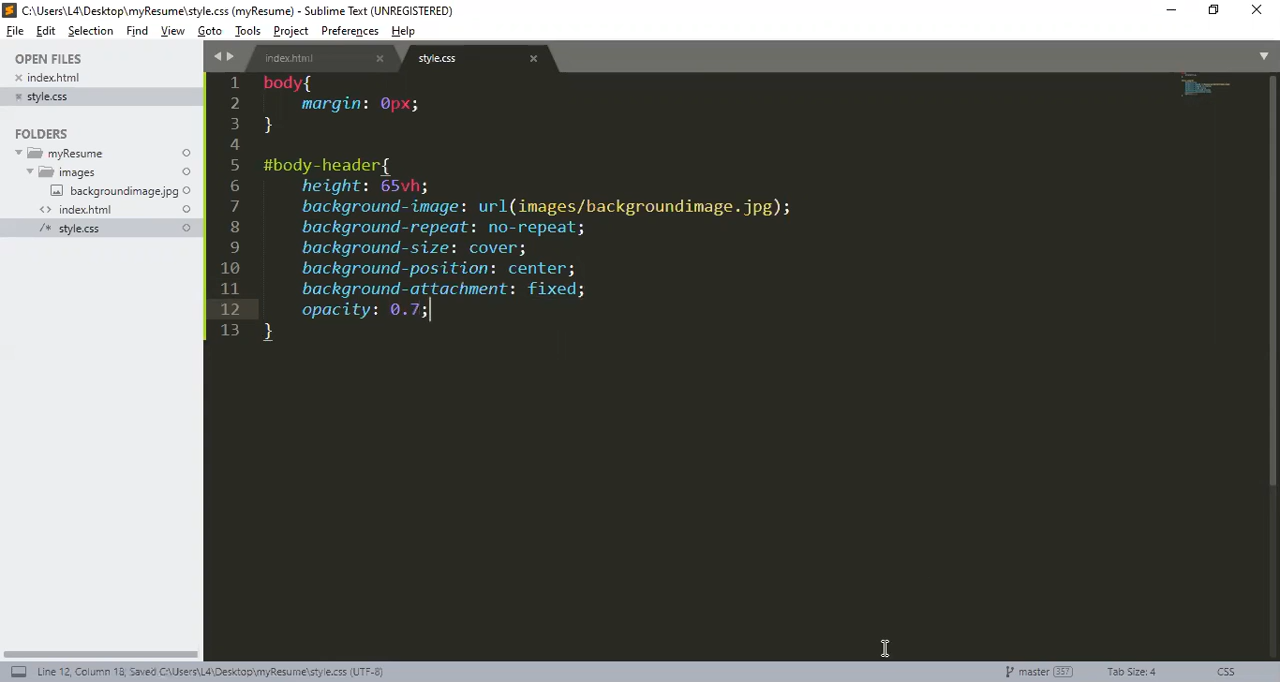 C:\Users\L4\Desktop\myResume\style.css (myResume) - Sublime Text (UNREGISTERED)
File Edit Selection Find View Goto Tools Project Preferences Help
OPEN FILES
index.html
style.css
FOLDERS
myResume
images
backgroundimage.jpg
<> index.html
/* style.css
index.html
style.css
1 body{
2 margin: 0px;
3 }
4
5 #body-header{
6 height: 65vh;
7 background-image: url(images/backgroundimage.jpg);
8 background-repeat: no-repeat;
9 background-size: cover;
10 background-position: center;
11 background-attachment: fixed;
12 opacity: 0.7;
13 }
Line 12, Column 18; Saved C:\Users\L4\Desktop\myResume\style.css (UTF-8)
master 357
Tab Size: 4
CSS